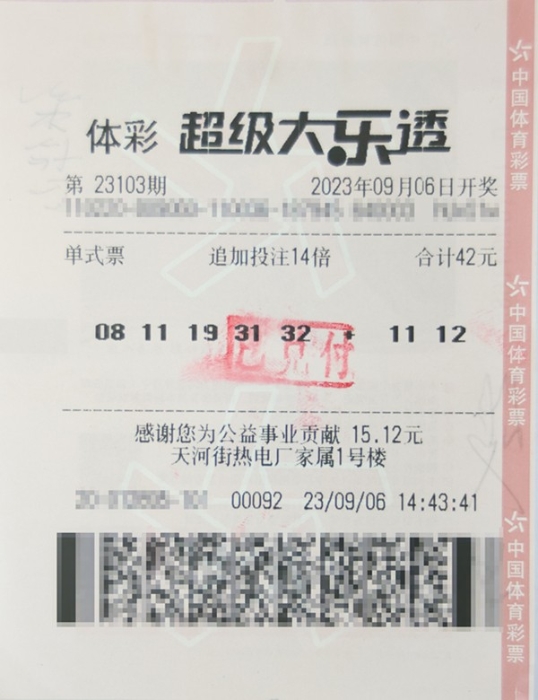 体彩 超级大乐透
第 23103期 2023年09月06日开奖
单式票 追加投注14倍 合计42元
08 11 19 31 32 + 11 12
已兑付
感谢您为公益事业贡献 15.12元
天河街热电厂家属1号楼
00092 23/09/06 14:43:41
中国体育彩票
中国体育彩票
中国体育彩票